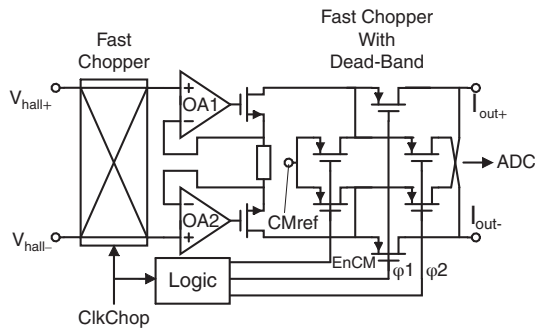 Fast Chopper
With
Dead-Band
Fast
Chopper
Vhall+
OA1
Iout+
CMref
ADC
OA2
Vhall–
Iout-
EnCM
φ1
φ2
Logic
ClkChop